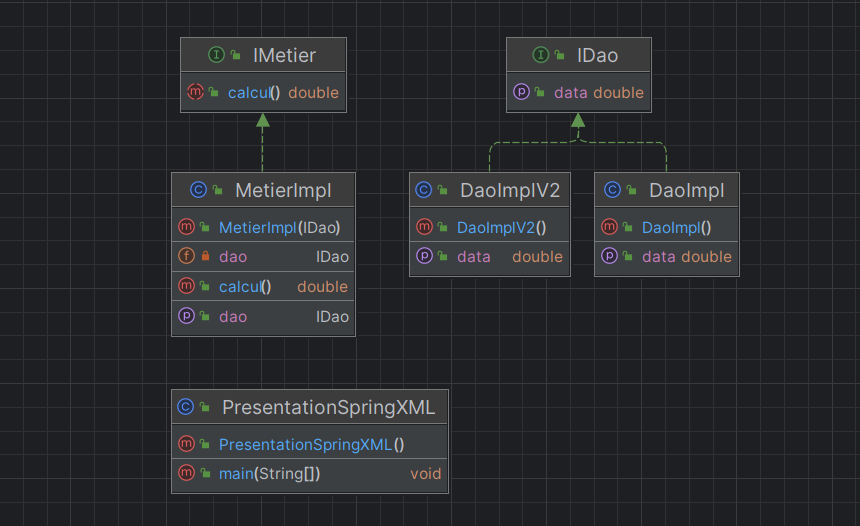 IMetier
calcul() double
IDao
data double
MetierImpl
MetierImpl(IDao)
dao IDao
calcul() double
dao IDao
DaoImplV2
DaoImplV2()
data double
DaoImpl
DaoImpl()
data double
PresentationSpringXML
PresentationSpringXML()
main(String[]) void